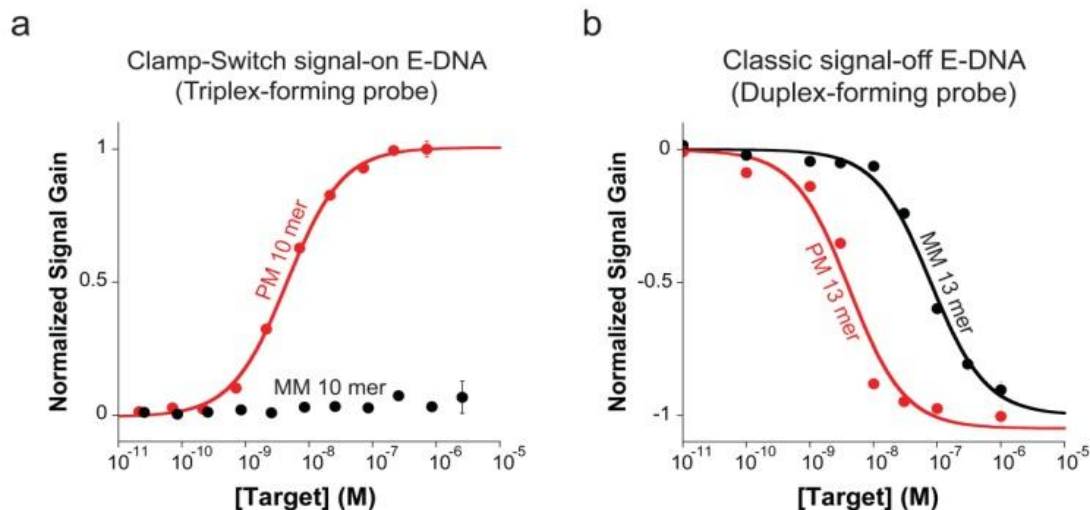 a
Clamp-Switch signal-on E-DNA
(Triplex-forming probe)
Normalized Signal Gain
1
0.5
0
PM 10 mer
MM 10 mer
10-11
10-10
10-9
10-8
10-7
10-6
10-5
[Target] (M)
b
Classic signal-off E-DNA
(Duplex-forming probe)
Normalized Signal Gain
0
-0.5
-1
PM 13 mer
MM 13 mer
10-11
10-10
10-9
10-8
10-7
10-6
10-5
[Target] (M)